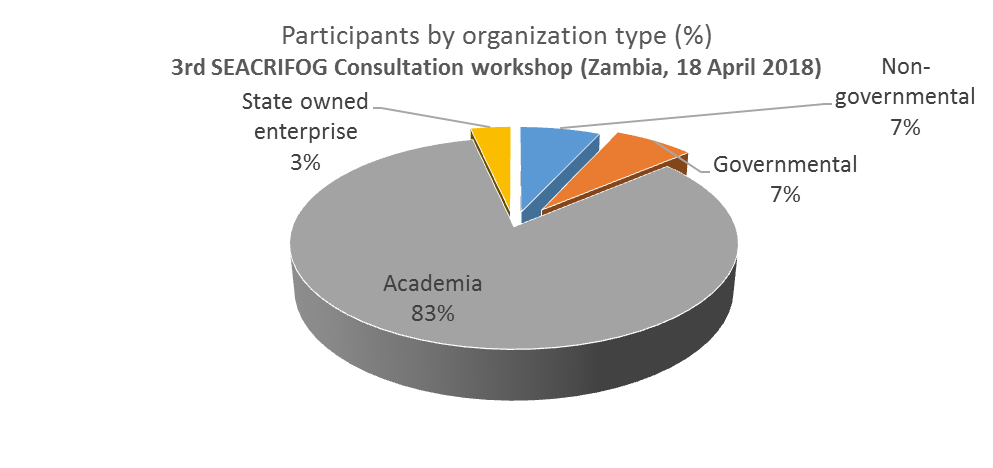 Participants by organization type (%)
3rd SEACRIFOG Consultation workshop (Zambia, 18 April 2018)
Non-
governmental
7%
State owned
enterprise
3%
Governmental
7%
Academia
83%